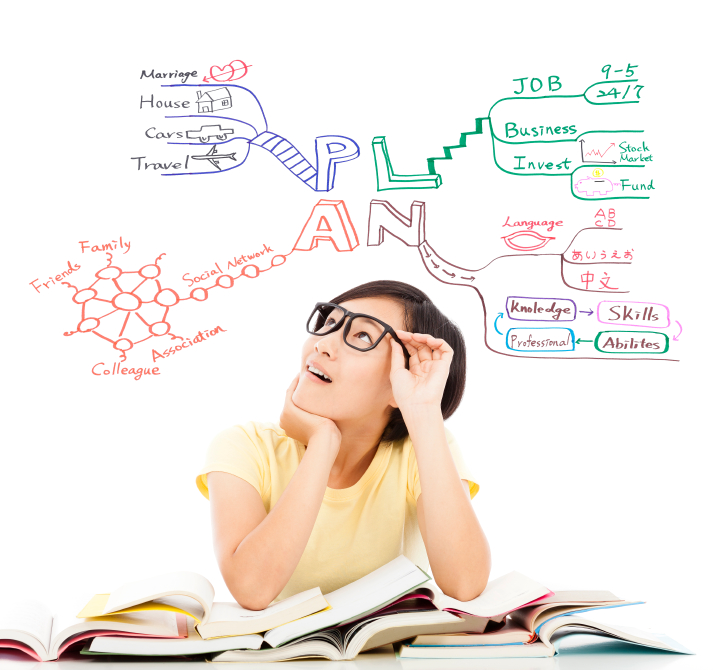 Marriage
House
Cars
Travel
PLAN
JOB
9-5
24/7
Business
Invest
Stock
Market
Fund
Language
AB
CD
あいうえお
中文
Knoledge
Skills
Professional
Abilites
Social Network
Family
Friends
Association
Colleague